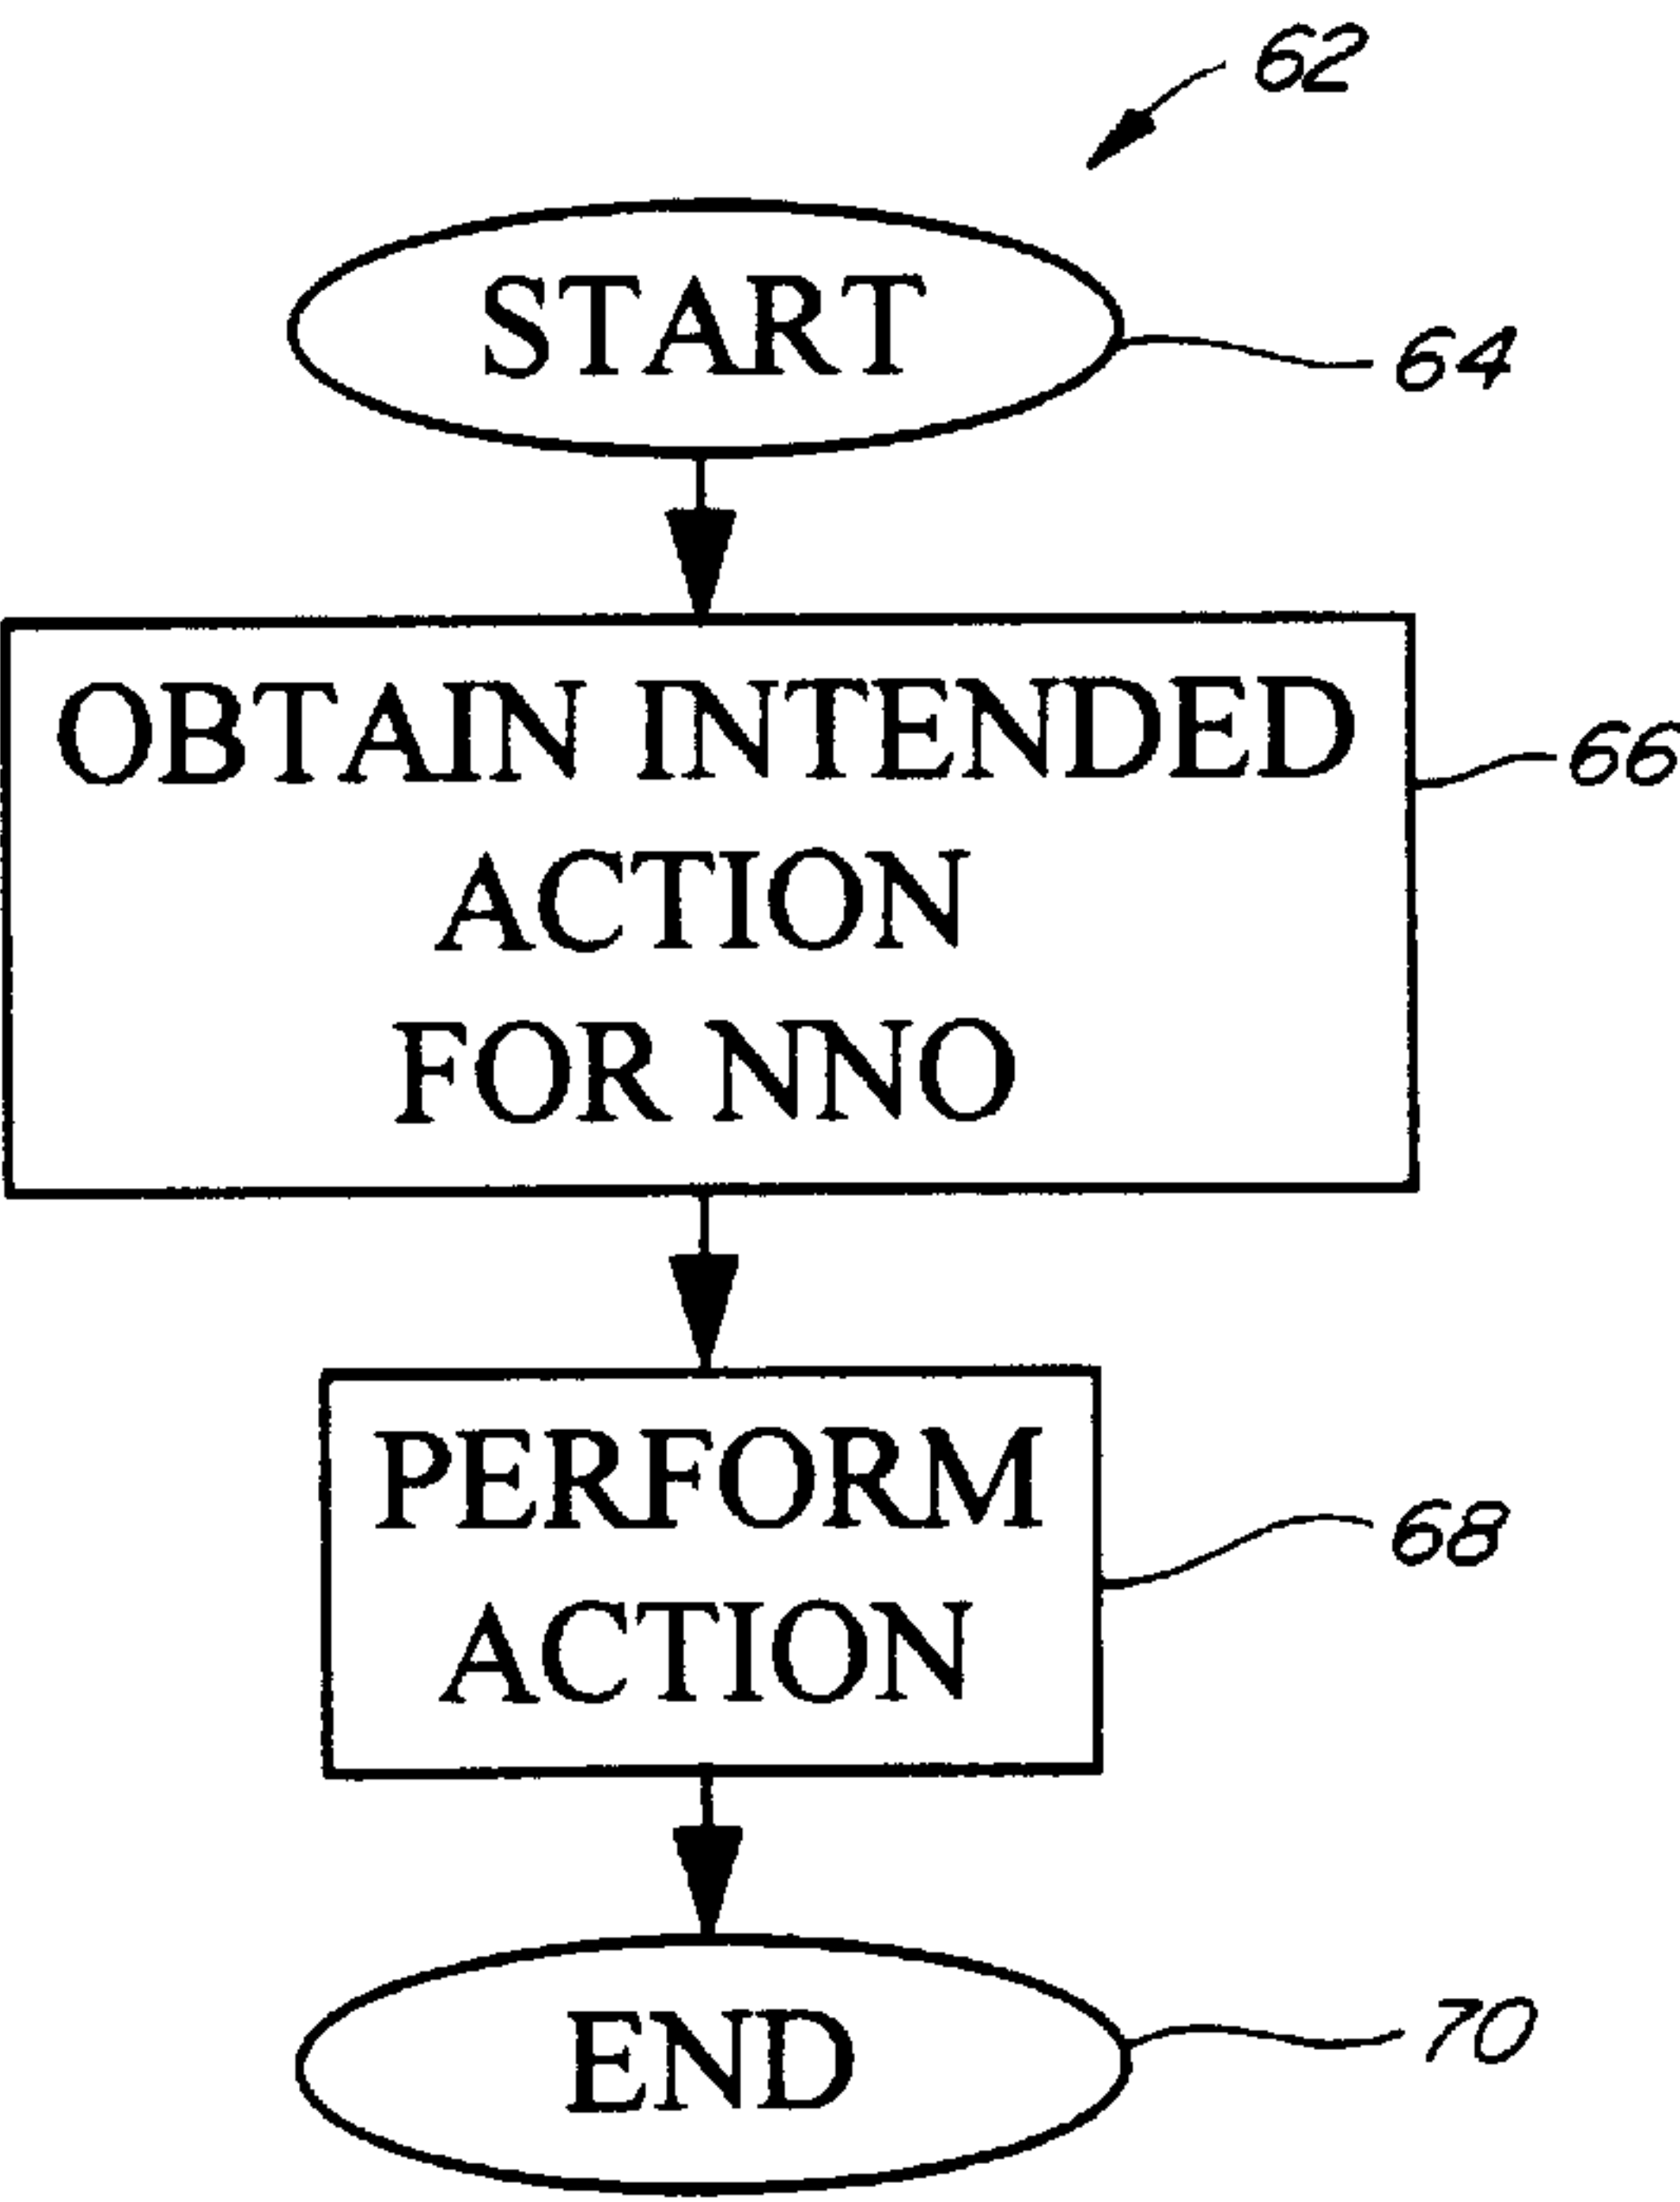 62
START
64
OBTAIN INTENDED
66
ACTION
FOR NNO
PERFORM
68
ACTION
END
70